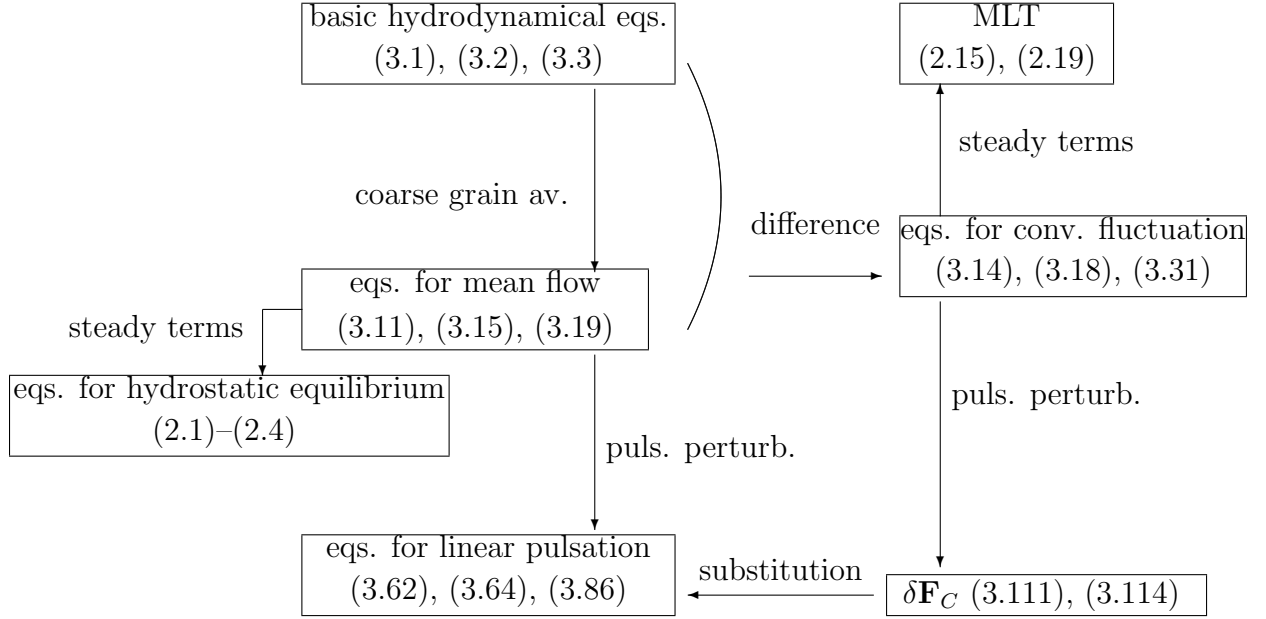 basic hydrodynamical eqs.
(3.1), (3.2), (3.3)
MLT
(2.15), (2.19)
steady terms
coarse grain av.
difference
eqs. for conv. fluctuation
(3.14), (3.18), (3.31)
eqs. for mean flow
(3.11), (3.15), (3.19)
steady terms
eqs. for hydrostatic equilibrium
(2.1)–(2.4)
puls. perturb.
puls. perturb.
eqs. for linear pulsation
(3.62), (3.64), (3.86)
substitution
δF_C (3.111), (3.114)